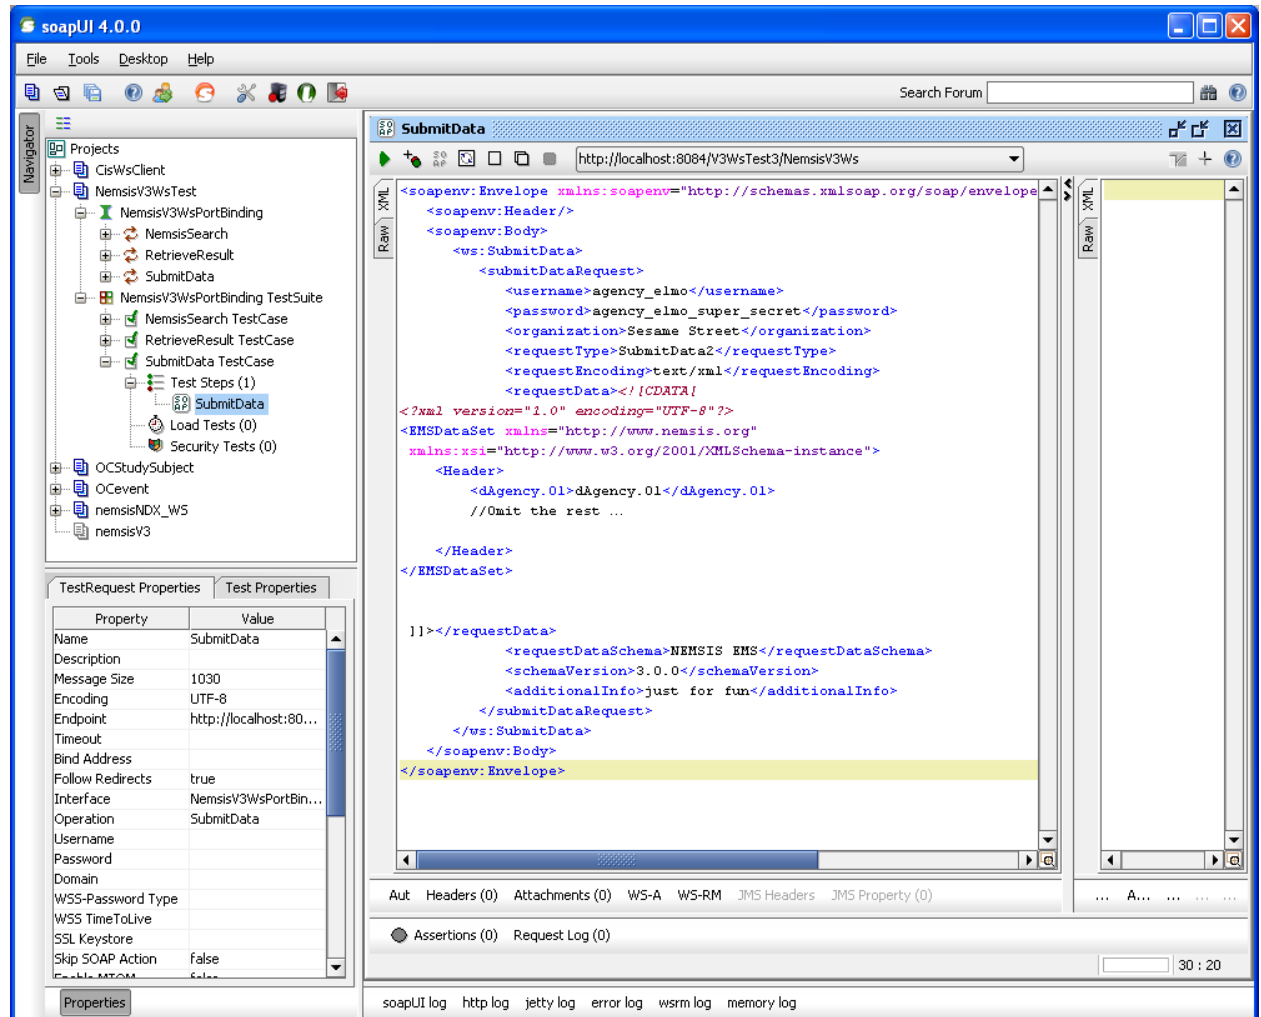 soapUI 4.0.0
File Tools Desktop Help
Search Forum
Navigator
Projects
CisWsClient
NemsisV3WsTest
NemsisV3WsPortBinding
NemsisSearch
RetrieveResult
SubmitData
NemsisV3WsPortBinding TestSuite
NemsisSearch TestCase
RetrieveResult TestCase
SubmitData TestCase
Test Steps (1)
SubmitData
Load Tests (0)
Security Tests (0)
OCStudySubject
OCevent
nemsisNDX_WS
nemsisV3
TestRequest Properties Test Properties
Property Value
Name SubmitData
Description
Message Size 1030
Encoding UTF-8
Endpoint http://localhost:80...
Timeout
Bind Address
Follow Redirects true
Interface NemsisV3WsPortBin...
Operation SubmitData
Username
Password
Domain
WSS-Password Type
WSS TimeToLive
SSL Keystore
Skip SOAP Action false
Enable MTOM false
Properties
SubmitData
http://localhost:8084/V3WsTest3/NemsisV3Ws
XML
Raw
<soapenv:Envelope xmlns:soapenv="http://schemas.xmlsoap.org/soap/envelope
<soapenv:Header/>
<soapenv:Body>
<ws:SubmitData>
<submitDataRequest>
<username>agency_elmo</username>
<password>agency_elmo_super_secret</password>
<organization>Sesame Street</organization>
<requestType>SubmitData2</requestType>
<requestEncoding>text/xml</requestEncoding>
<requestData><![CDATA[
<?xml version="1.0" encoding="UTF-8"?>
<EMSDataSet xmlns="http://www.nemsis.org"
xmlns:xsi="http://www.w3.org/2001/XMLSchema-instance">
<Header>
<dAgency.01>dAgency.01</dAgency.01>
//Omit the rest ...
</Header>
</EMSDataSet>
]]></requestData>
<requestDataSchema>NEMSIS EMS</requestDataSchema>
<schemaVersion>3.0.0</schemaVersion>
<additionalInfo>just for fun</additionalInfo>
</submitDataRequest>
</ws:SubmitData>
</soapenv:Body>
</soapenv:Envelope>
XML
Raw
Aut Headers (0) Attachments (0) WS-A WS-RM JMS Headers JMS Property (0)
... A... ... ... ...
Assertions (0) Request Log (0)
30 : 20
soapUI log http log jetty log error log wsrm log memory log